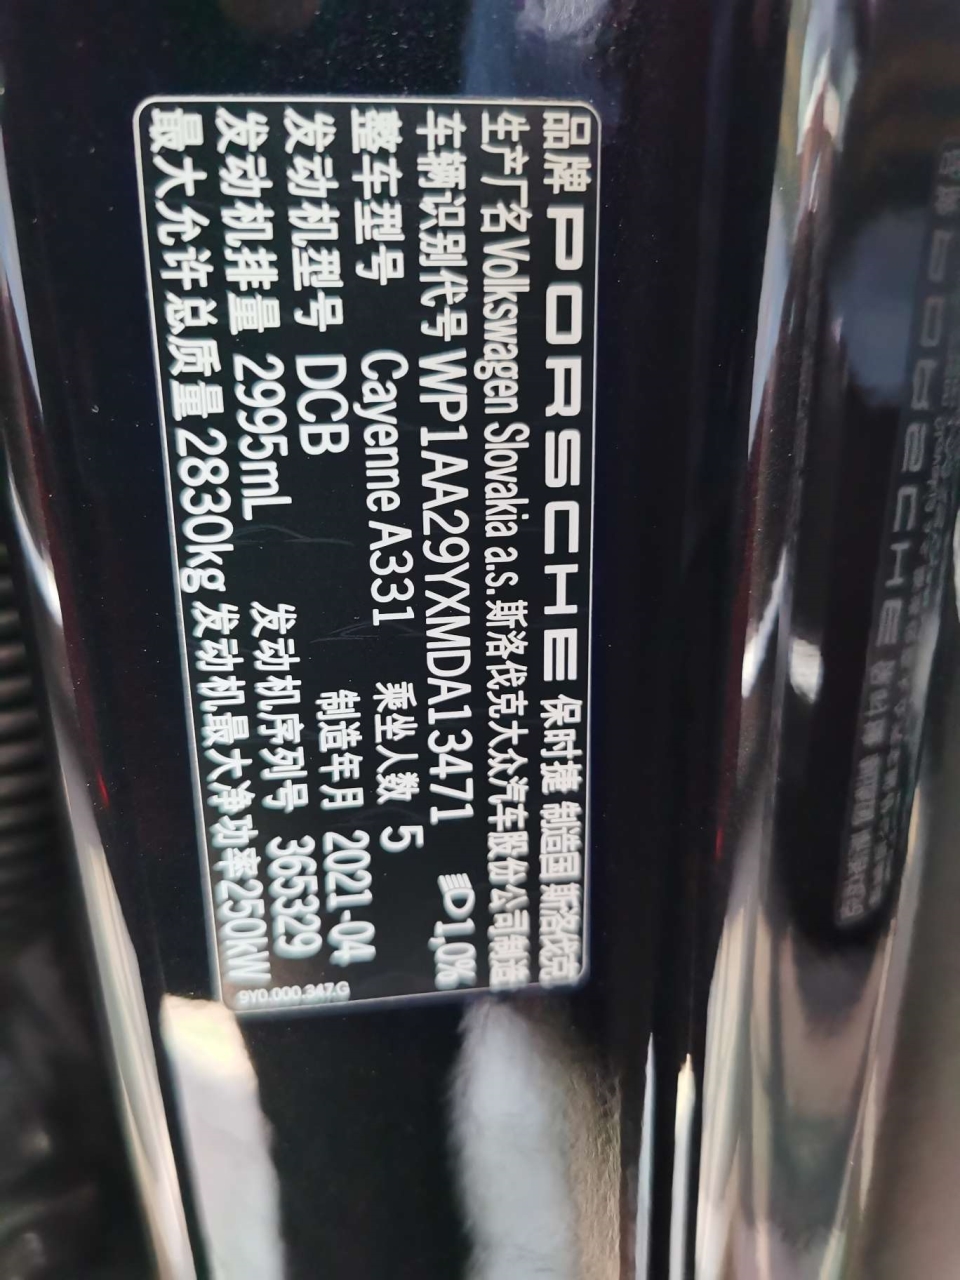 品牌 PORSCHE 保时捷 制造国 斯洛伐克
生产厂名 Volkswagen Slovakia a.s. 斯洛伐克大众汽车股份公司制造
车辆识别代号 WP1AA29YXMDA13471 1,0%
整车型号 Cayenne A331 乘坐人数 5
发动机型号 DCB 制造年月 2021-04
发动机排量 2995mL 发动机序列号 365329
最大允许总质量 2830kg 发动机最大净功率 250KW
9Y0.000.347.G